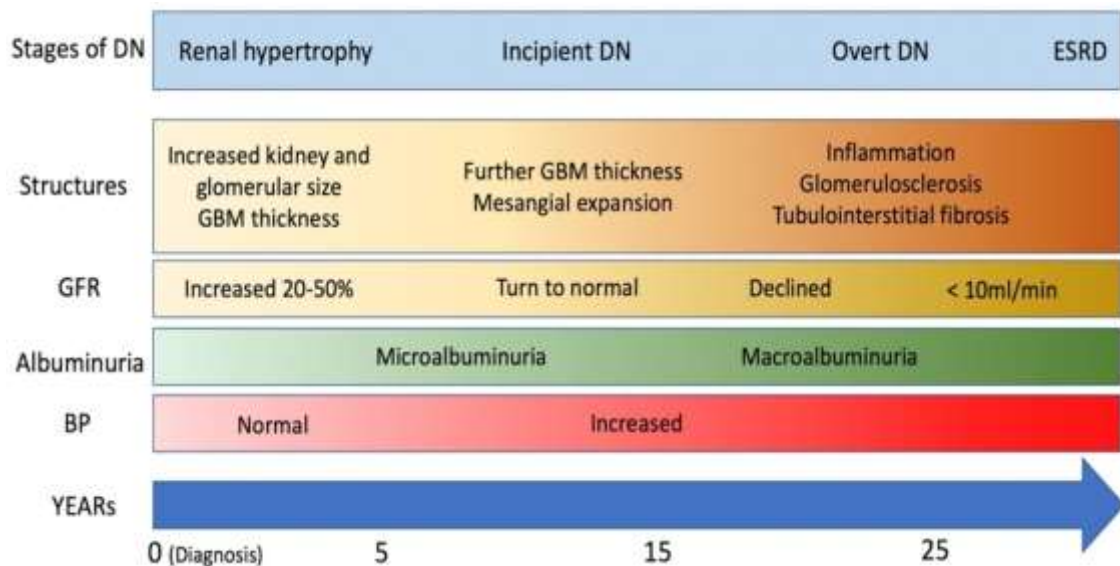 Stages of DN
Renal hypertrophy
Incipient DN
Overt DN
ESRD
Structures
Increased kidney and
glomerular size
GBM thickness
Further GBM thickness
Mesangial expansion
Inflammation
Glomerulosclerosis
Tubulointerstitial fibrosis
GFR
Increased 20-50%
Turn to normal
Declined
< 10ml/min
Albuminuria
Microalbuminuria
Macroalbuminuria
BP
Normal
Increased
YEARs
0 (Diagnosis)
5
15
25